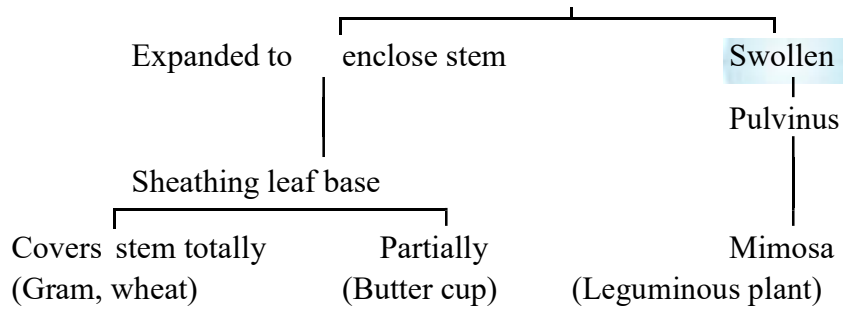 Expanded to enclose stem Swollen
Pulvinus
Sheathing leaf base
Covers stem totally Partially Mimosa
(Gram, wheat) (Butter cup) (Leguminous plant)